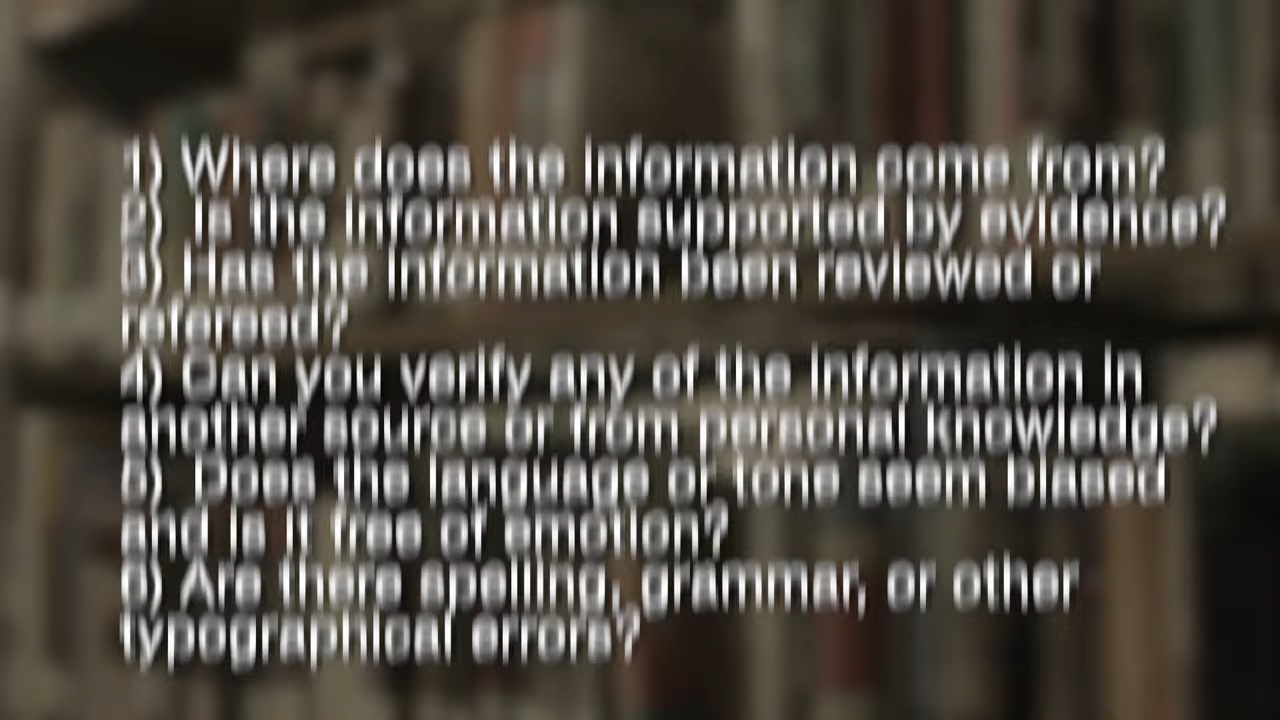 1) Where does the information come from?
2) Is the information supported by evidence?
3) Has the information been reviewed or
refereed?
4) Can you verify any of the information in
another source or from personal knowledge?
5) Does the language or tone seem biased
and is it free of emotion?
6) Are there spelling, grammar, or other
typographical errors?